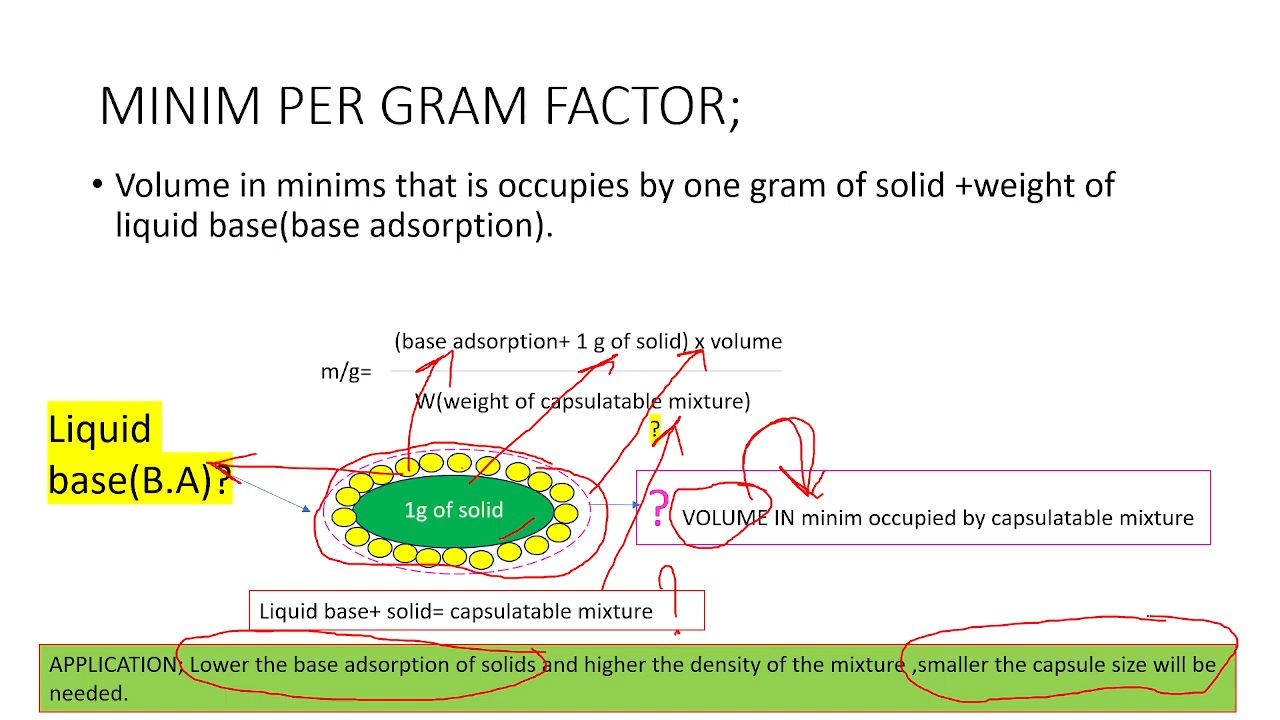 MINIM PER GRAM FACTOR;
• Volume in minims that is occupies by one gram of solid +weight of
liquid base(base adsorption).
(base adsorption+ 1 g of solid) x volume
m/g=
W(weight of capsulatable mixture)
?
Liquid
base(B.A)?
1g of solid
? VOLUME IN minim occupied by capsulatable mixture
?
Liquid base+ solid= capsulatable mixture
APPLICATION; Lower the base adsorption of solids and higher the density of the mixture ,smaller the capsule size will be
needed.